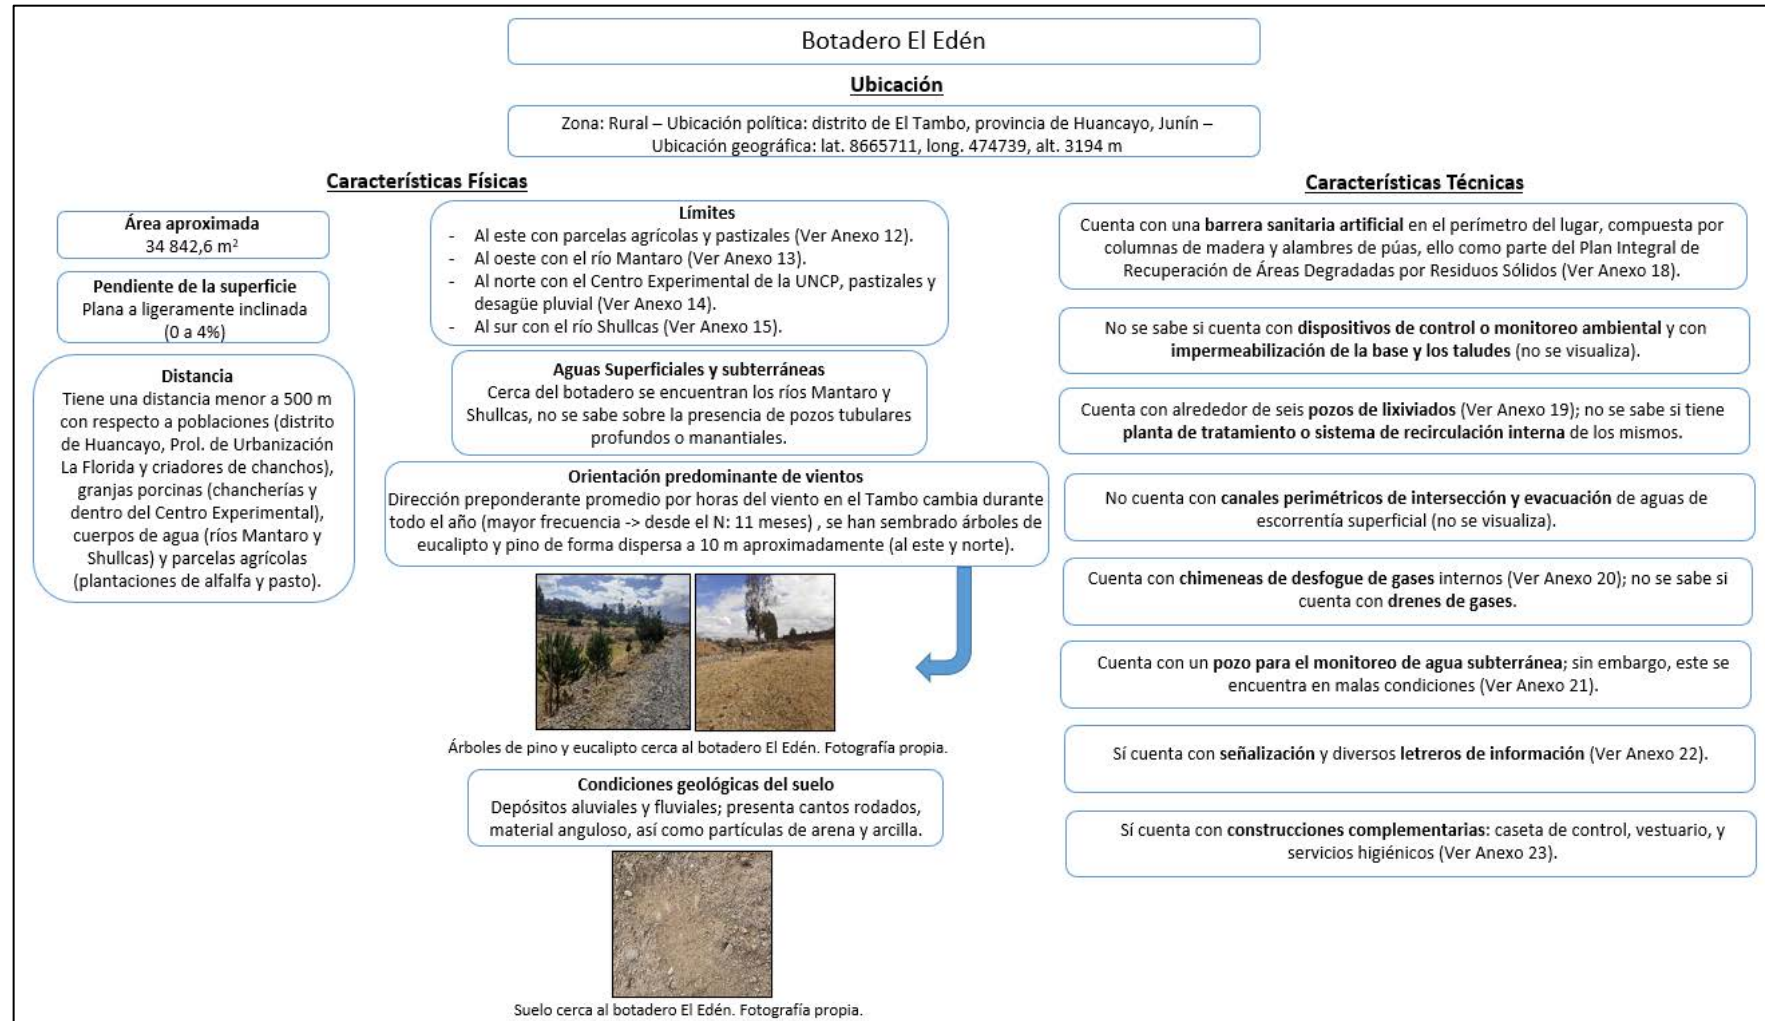 Botadero El Edén
Ubicación
Zona: Rural – Ubicación política: distrito de El Tambo, provincia de Huancayo, Junín –
Ubicación geográfica: lat. 8665711, long. 474739, alt. 3194 m
Características Físicas
Área aproximada
34 842,6 m²
Pendiente de la superficie
Plana a ligeramente inclinada
(0 a 4%)
Distancia
Tiene una distancia menor a 500 m
con respecto a poblaciones (distrito
de Huancayo, Prol. de Urbanización
La Florida y criadores de chanchos),
granjas porcinas (chancherías y
dentro del Centro Experimental),
cuerpos de agua (ríos Mantaro y
Shullcas) y parcelas agrícolas
(plantaciones de alfalfa y pasto).
Límites
- Al este con parcelas agrícolas y pastizales (Ver Anexo 12).
- Al oeste con el río Mantaro (Ver Anexo 13).
- Al norte con el Centro Experimental de la UNCP, pastizales y
desagüe pluvial (Ver Anexo 14).
- Al sur con el río Shullcas (Ver Anexo 15).
Aguas Superficiales y subterráneas
Cerca del botadero se encuentran los ríos Mantaro y
Shullcas, no se sabe sobre la presencia de pozos tubulares
profundos o manantiales.
Orientación predominante de vientos
Dirección preponderante promedio por horas del viento en el Tambo cambia durante
todo el año (mayor frecuencia -> desde el N: 11 meses) , se han sembrado árboles de
eucalipto y pino de forma dispersa a 10 m aproximadamente (al este y norte).
Árboles de pino y eucalipto cerca al botadero El Edén. Fotografía propia.
Condiciones geológicas del suelo
Depósitos aluviales y fluviales; presenta cantos rodados,
material anguloso, así como partículas de arena y arcilla.
Suelo cerca al botadero El Edén. Fotografía propia.
Características Técnicas
Cuenta con una barrera sanitaria artificial en el perímetro del lugar, compuesta por
columnas de madera y alambres de púas, ello como parte del Plan Integral de
Recuperación de Áreas Degradadas por Residuos Sólidos (Ver Anexo 18).
No se sabe si cuenta con dispositivos de control o monitoreo ambiental y con
impermeabilización de la base y los taludes (no se visualiza).
Cuenta con alrededor de seis pozos de lixiviados (Ver Anexo 19); no se sabe si tiene
planta de tratamiento o sistema de recirculación interna de los mismos.
No cuenta con canales perimétricos de intersección y evacuación de aguas de
escorrentía superficial (no se visualiza).
Cuenta con chimeneas de desfogue de gases internos (Ver Anexo 20); no se sabe si
cuenta con drenes de gases.
Cuenta con un pozo para el monitoreo de agua subterránea; sin embargo, este se
encuentra en malas condiciones (Ver Anexo 21).
Sí cuenta con señalización y diversos letreros de información (Ver Anexo 22).
Sí cuenta con construcciones complementarias: caseta de control, vestuario, y
servicios higiénicos (Ver Anexo 23).